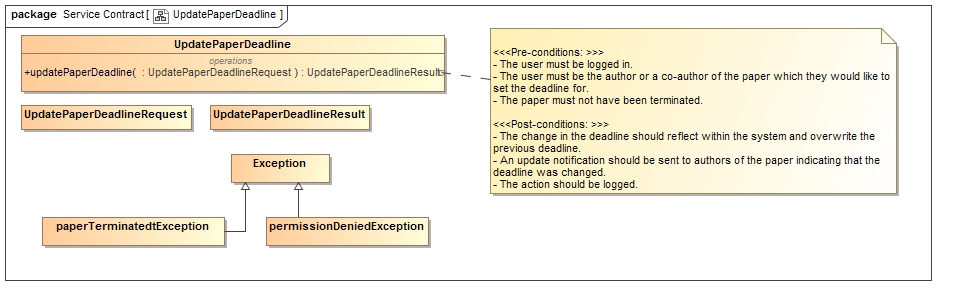 package Service Contract [ UpdatePaperDeadline ]
UpdatePaperDeadline
operations
+updatePaperDeadline( : UpdatePaperDeadlineRequest ) : UpdatePaperDeadlineResult
UpdatePaperDeadlineRequest
UpdatePaperDeadlineResult
Exception
paperTerminatedtException
permissionDeniedException
<<<Pre-conditions: >>>
- The user must be logged in.
- The user must be the author or a co-author of the paper which they would like to
set the deadline for.
- The paper must not have been terminated.
<<<Post-conditions: >>>
- The change in the deadline should reflect within the system and overwrite the
previous deadline.
- An update notification should be sent to authors of the paper indicating that the
deadline was changed.
- The action should be logged.